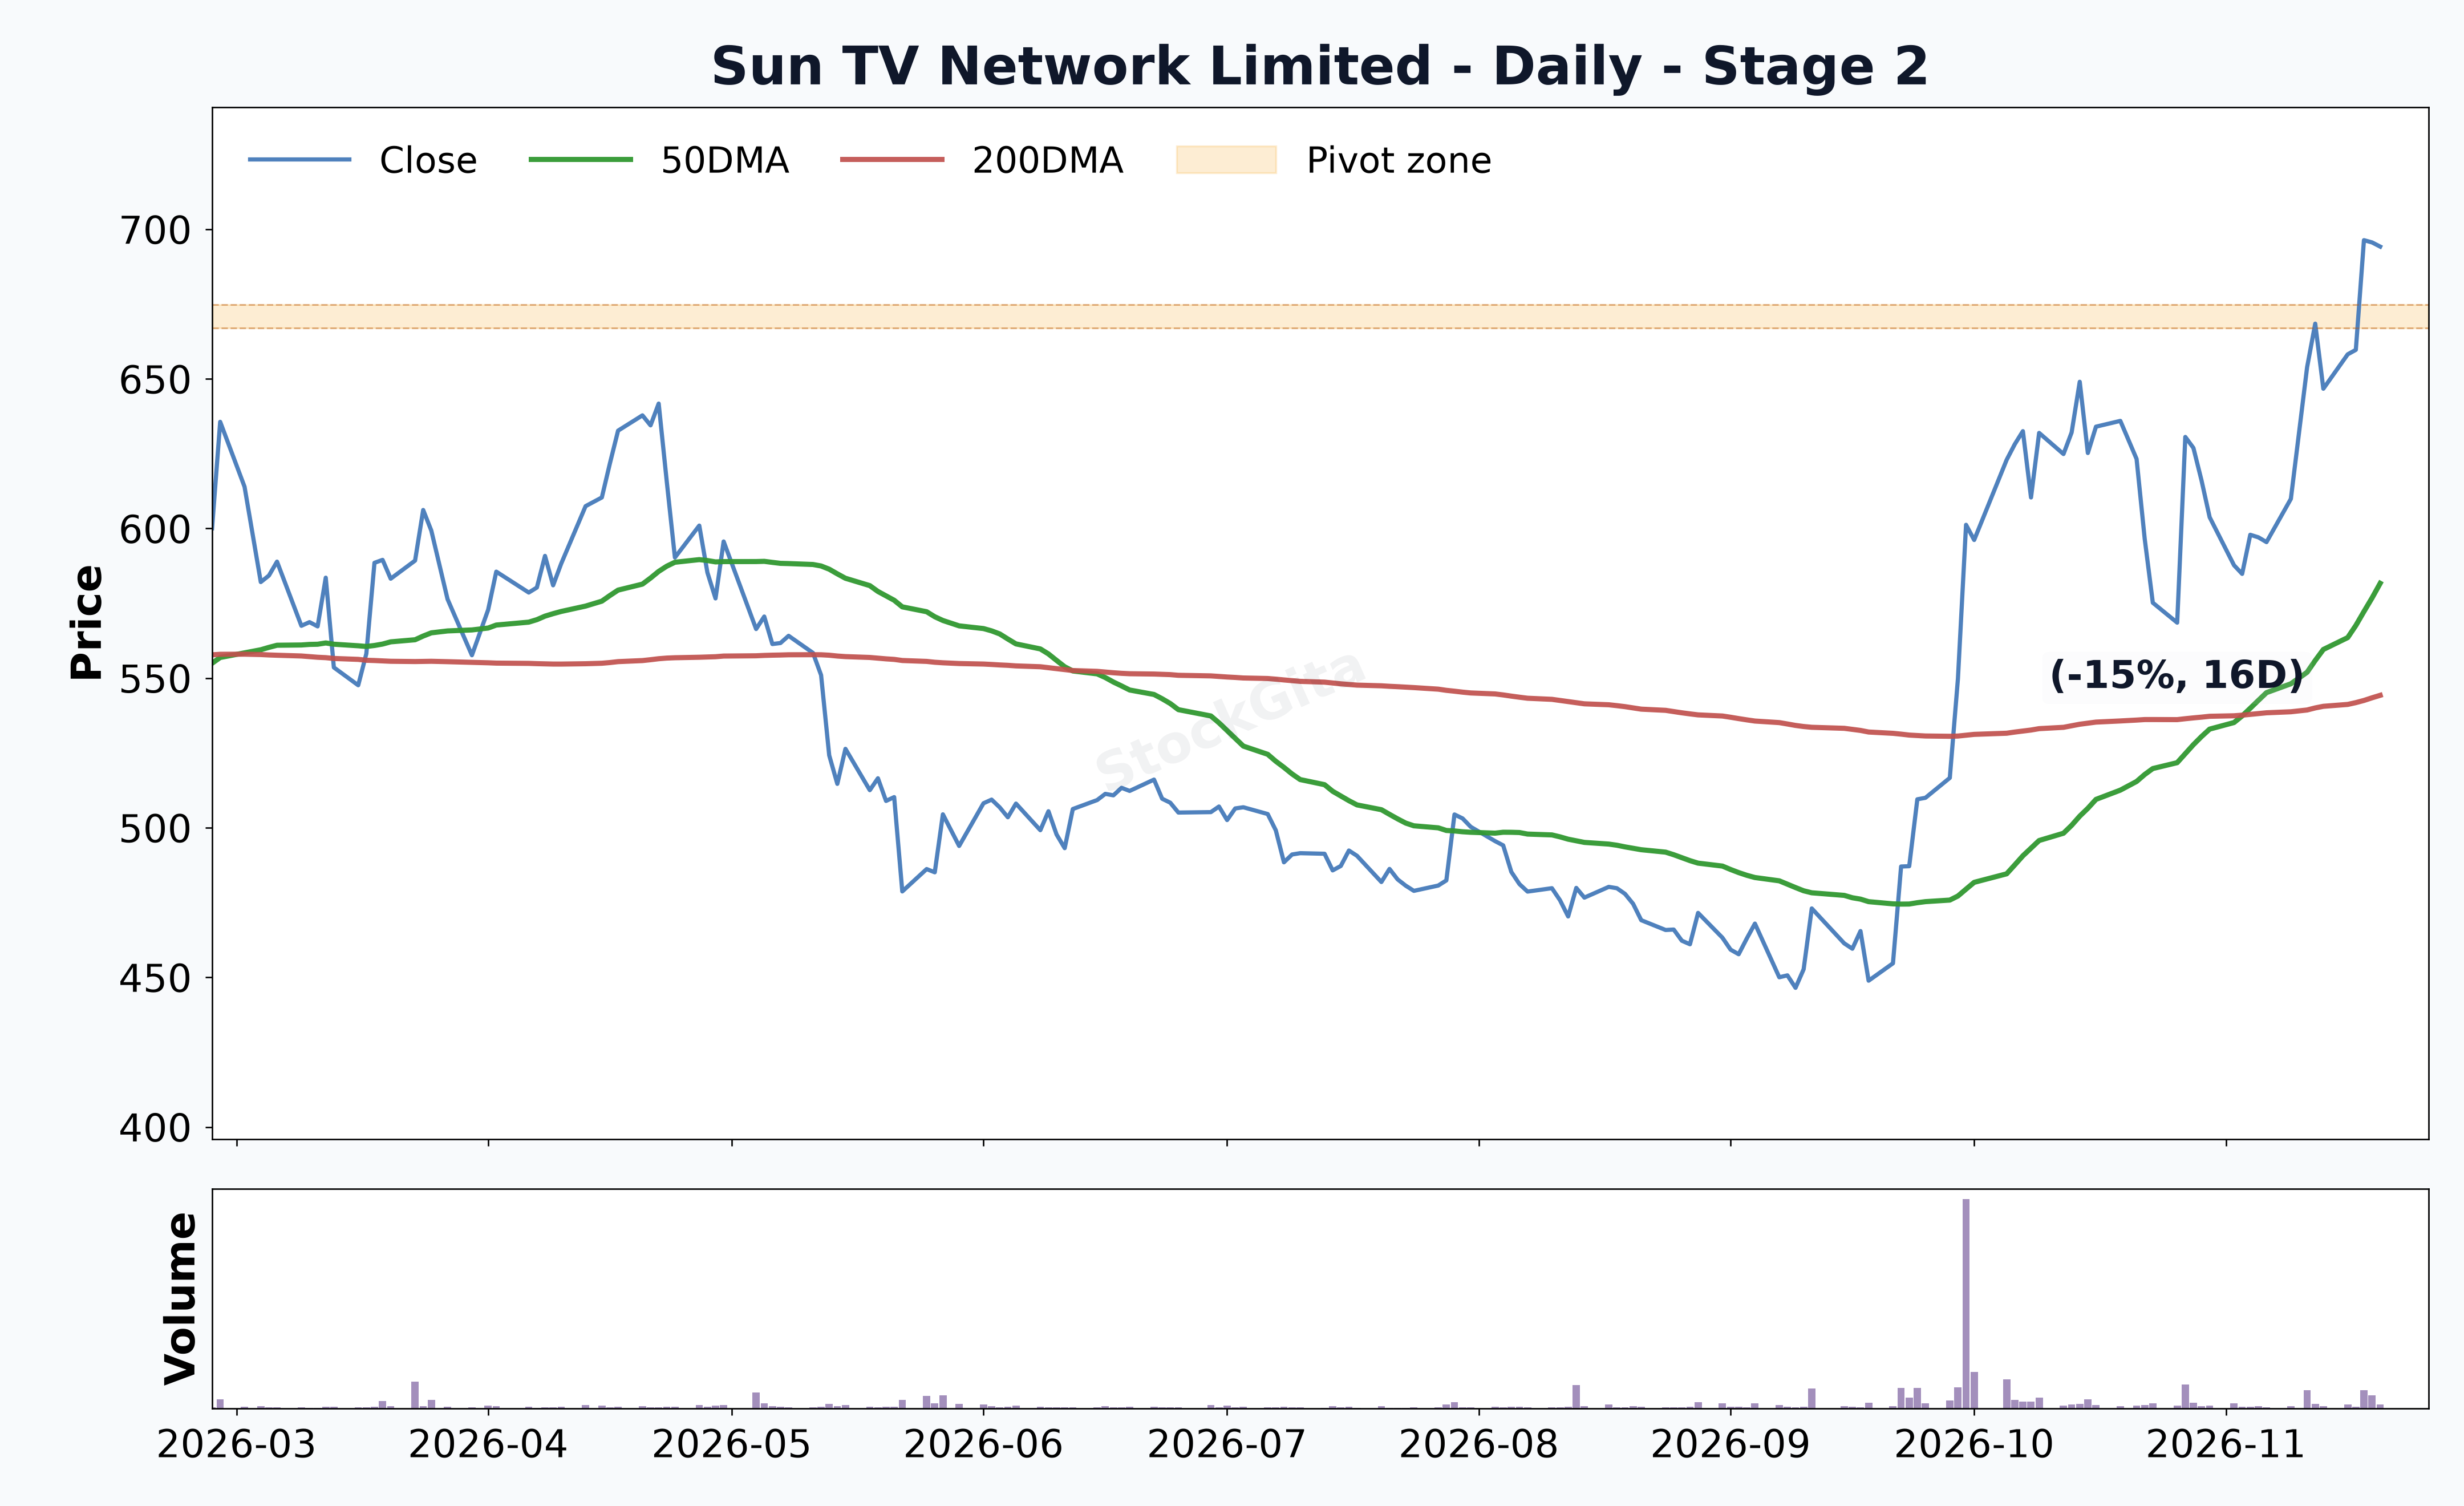 Sun TV Network Limited - Daily - Stage 2
Close 50DMA 200DMA Pivot zone
700
650
600
550
500
450
400
Price
(-15%, 16D)
StockGita
Volume
2026-03 2026-04 2026-05 2026-06 2026-07 2026-08 2026-09 2026-10 2026-11